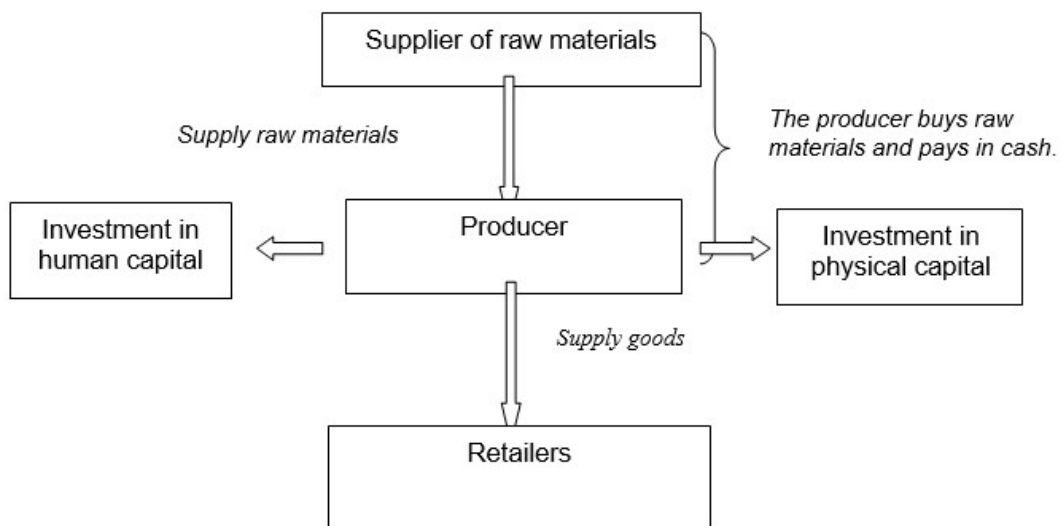 Supplier of raw materials
Supply raw materials
The producer buys raw
materials and pays in cash.
Investment in
human capital
Producer
Investment in
physical capital
Supply goods
Retailers